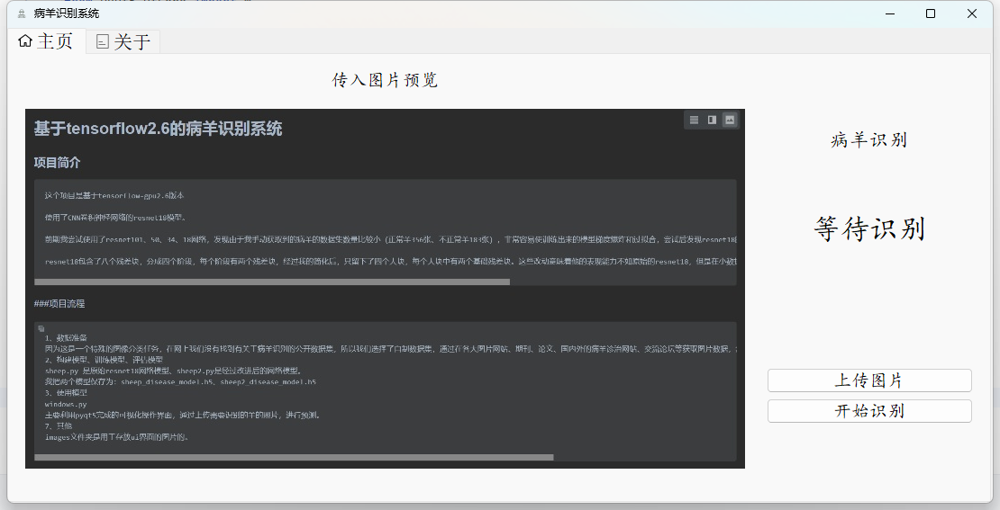 病羊识别系统
主页
关于
传入图片预览
基于tensorflow2.6的病羊识别系统
项目简介
这个项目是基于tensorflow-gpu2.6版本
使用了CNN卷积神经网络的resnet18模型。
前期我尝试使用了resnet101、50、34、18网络，发现由于我手动获取到的病羊的数据集数量比较小（正常羊356张、不正常羊183张），非常容易使训练出来的模型梯度爆炸和过拟合，尝试后发现resnet18
resnet18包含了八个残差块，分成四个阶段，每个阶段有两个残差块，经过我的简化后，只留下了四个大块，每个大块中有两个基础残差块。这些改动意味着他的表现能力不如原始的resnet18，但是在小数
###项目流程
1、数据准备
因为这是一个特殊的图像分类任务，在网上我们没有找到有关于病羊识别的公开数据集，所以我们选择了自制数据集，通过在各大图片网站、期刊、论文、国内外的病羊诊治网站、交流论坛等获取图片数据，
2、构建模型、训练模型、评估模型
sheep.py 是原始resnet18网络模型、sheep2.py是经过改进后的网络模型。
我把两个模型保存为：sheep_disease_model.h5、sheep2_disease_model.h5
3、使用模型
windows.py
主要利用pyqt5完成的可视化操作界面，通过上传需要识别的羊的照片，进行预测。
7、其他
images文件夹是用于存放ui界面的图片的。
病羊识别
等待识别
上传图片
开始识别